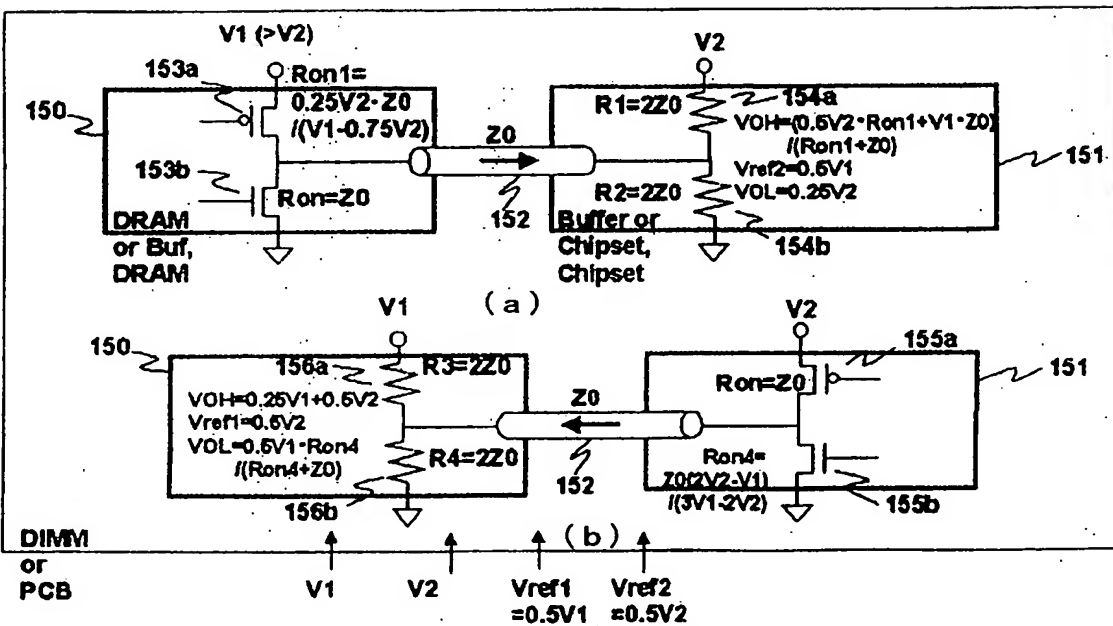 V1 (>V2)
153a
Ron1=
0.25V2·Z0
/(V1-0.75V2)
150
153b
Ron=Z0
DRAM
or Buf,
DRAM
Z0
152
V2
R1=2Z0
154a
VOH=(0.5V2·Ron1+V1·Z0)
/(Ron1+Z0)
Vref2=0.5V1
VOL=0.25V2
151
R2=2Z0
154b
Buffer or
Chipset,
Chipset
(a)
V1
150
156a
R3=2Z0
VOH=0.25V1+0.5V2
Vref1=0.5V2
VOL=0.5V1·Ron4
/(Ron4+Z0)
R4=2Z0
156b
Z0
152
V2
155a
Ron=Z0
151
Ron4=
Z0(2V2-V1)
/(3V1-2V2)
155b
(b)
DIMM
or
PCB
V1
V2
Vref1
=0.5V1
Vref2
=0.5V2